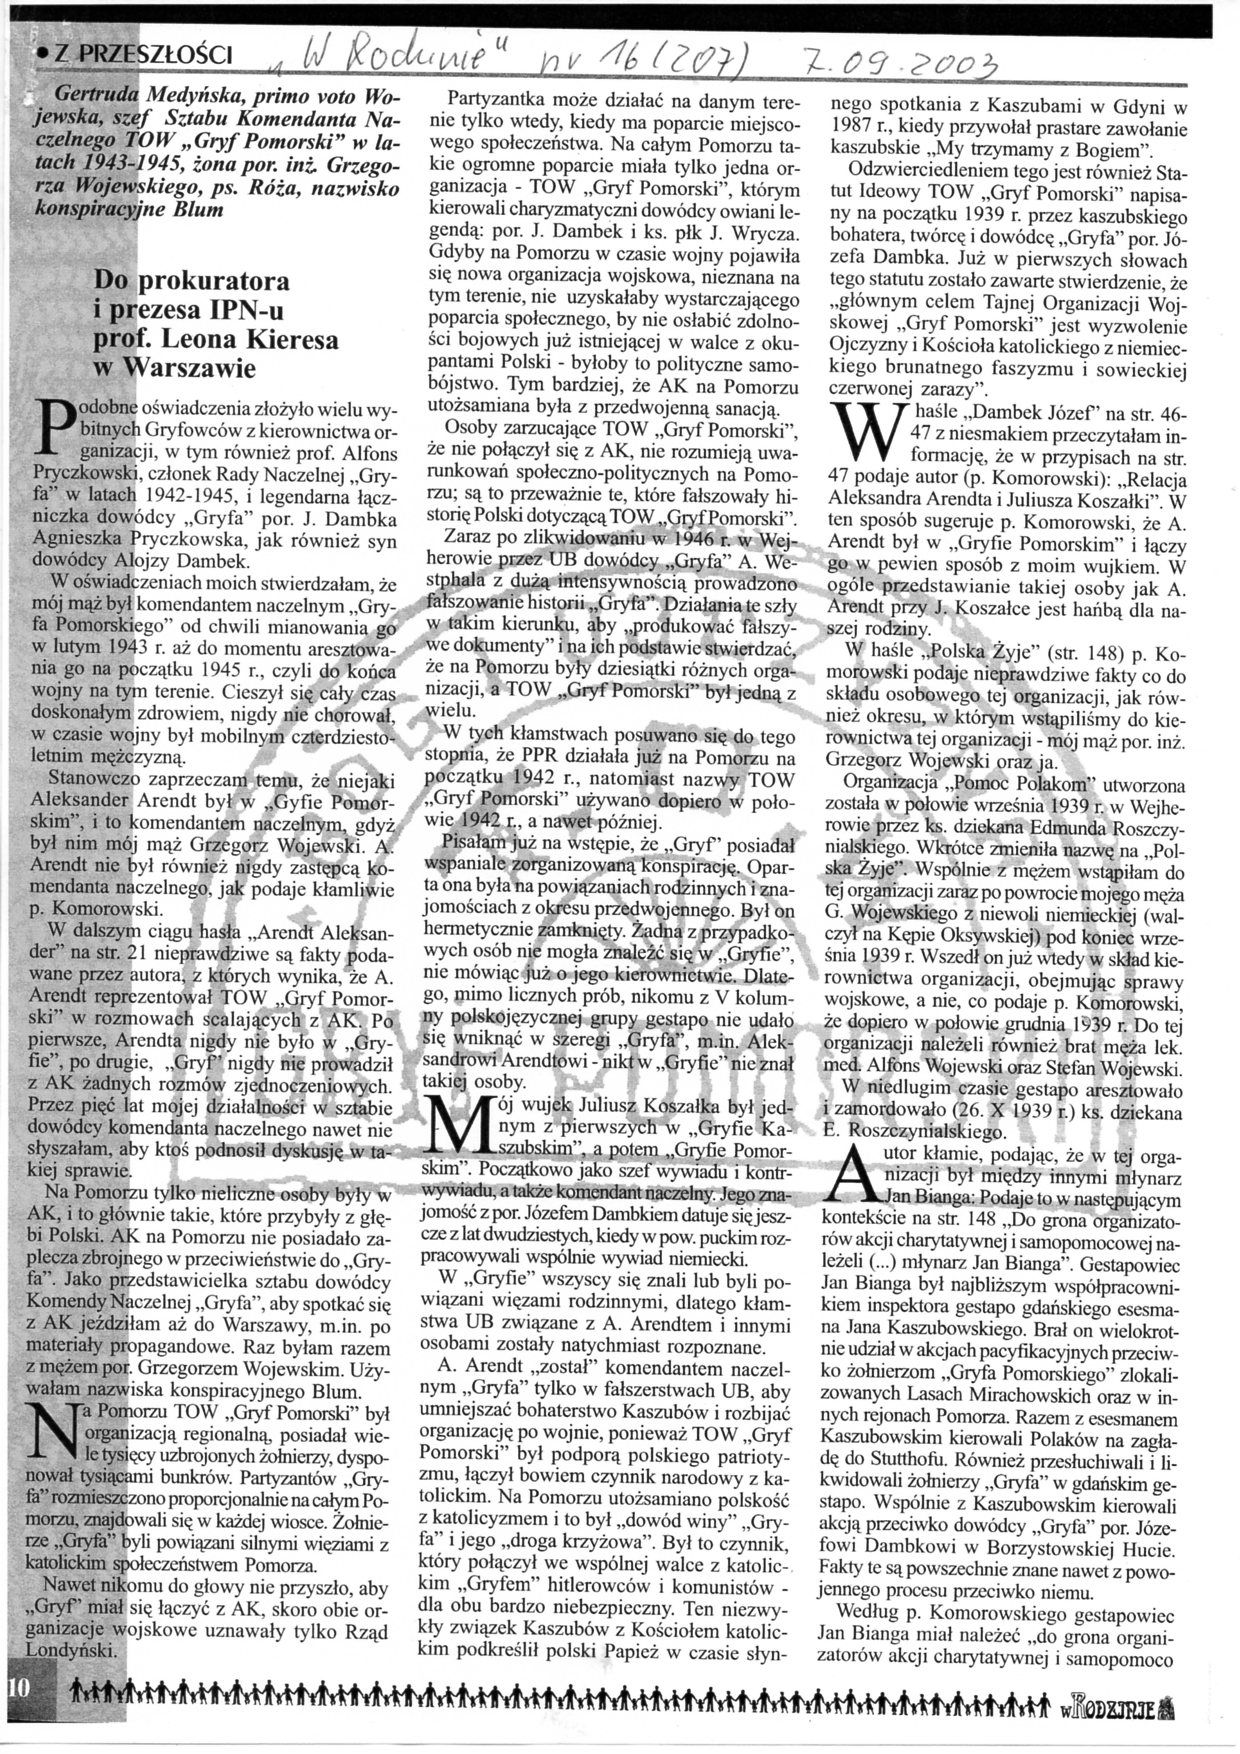 • Z PRZESZŁOŚCI
„W Rodzinie" nr 16 (207) 7.09.2003
Gertruda Medyńska, primo voto Wo-
jewska, szef Sztabu Komendanta Na-
czelnego TOW „Gryf Pomorski” w la-
tach 1943-1945, żona por. inż. Grzego-
rza Wojewskiego, ps. Róża, nazwisko
konspiracyjne Blum
Do prokuratora
i prezesa IPN-u
prof. Leona Kieresa
w Warszawie
Podobne oświadczenia złożyło wielu wy-
bitnych Gryfowców z kierownictwa or-
ganizacji, w tym również prof. Alfons
Pryczkowski, członek Rady Naczelnej „Gry-
fa” w latach 1942-1945, i legendarna łącz-
niczka dowódcy „Gryfa” por. J. Dambka
Agnieszka Pryczkowska, jak również syn
dowódcy Alojzy Dambek.
W oświadczeniach moich stwierdzałam, że
mój mąż był komendantem naczelnym „Gry-
fa Pomorskiego” od chwili mianowania go
w lutym 1943 r. aż do momentu aresztowa-
nia go na początku 1945 r., czyli do końca
wojny na tym terenie. Cieszył się cały czas
doskonałym zdrowiem, nigdy nie chorował,
w czasie wojny był mobilnym czterdziesto-
letnim mężczyzną.
Stanowczo zaprzeczam temu, że niejaki
Aleksander Arendt był w „Gyfie Pomor-
skim”, i to komendantem naczelnym, gdyż
był nim mój mąż Grzegorz Wojewski. A.
Arendt nie był również nigdy zastępcą ko-
mendanta naczelnego, jak podaje kłamliwie
p. Komorowski.
W dalszym ciągu hasła „Arendt Aleksan-
der” na str. 21 nieprawdziwe są fakty poda-
wane przez autora, z których wynika, że A.
Arendt reprezentował TOW „Gryf Pomor-
ski” w rozmowach scalających z AK. Po
pierwsze, Arendta nigdy nie było w „Gry-
fie”, po drugie, „Gryf” nigdy nie prowadził
z AK żadnych rozmów zjednoczeniowych.
Przez pięć lat mojej działalności w sztabie
dowódcy komendanta naczelnego nawet nie
słyszałam, aby ktoś podnosił dyskusję w ta-
kiej sprawie.
Na Pomorzu tylko nieliczne osoby były w
AK, i to głównie takie, które przybyły z głę-
bi Polski. AK na Pomorzu nie posiadało za-
plecza zbrojnego w przeciwieństwie do „Gry-
fa”. Jako przedstawicielka sztabu dowódcy
Komendy Naczelnej „Gryfa”, aby spotkać się
z AK jeździłam aż do Warszawy, m.in. po
materiały propagandowe. Raz byłam razem
z mężem por. Grzegorzem Wojewskim. Uży-
wałam nazwiska konspiracyjnego Blum.
Na Pomorzu TOW „Gryf Pomorski” był
organizacją regionalną, posiadał wie-
le tysięcy uzbrojonych żołnierzy, dyspo-
nował tysiącami bunkrów. Partyzantów „Gry-
fa” rozmieszczono proporcjonalnie na całym Po-
morzu, znajdowali się w każdej wiosce. Żołnie-
rze „Gryfa” byli powiązani silnymi więziami z
katolickim społeczeństwem Pomorza.
Nawet nikomu do głowy nie przyszło, aby
„Gryf” miał się łączyć z AK, skoro obie or-
ganizacje wojskowe uznawały tylko Rząd
Londyński.
Partyzantka może działać na danym tere-
nie tylko wtedy, kiedy ma poparcie miejsco-
wego społeczeństwa. Na całym Pomorzu ta-
kie ogromne poparcie miała tylko jedna or-
ganizacja - TOW „Gryf Pomorski”, którym
kierowali charyzmatyczni dowódcy owiani le-
gendą: por. J. Dambek i ks. płk J. Wrycza.
Gdyby na Pomorzu w czasie wojny pojawiła
się nowa organizacja wojskowa, nieznana na
tym terenie, nie uzyskałaby wystarczającego
poparcia społecznego, by nie osłabić zdolno-
ści bojowych już istniejącej w walce z oku-
pantami Polski - byłoby to polityczne samo-
bójstwo. Tym bardziej, że AK na Pomorzu
utożsamiana była z przedwojenną sanacją.
Osoby zarzucające TOW „Gryf Pomorski”,
że nie połączył się z AK, nie rozumieją uwa-
runkowań społeczno-politycznych na Pomo-
rzu; są to przeważnie te, które fałszowały hi-
storię Polski dotyczącą TOW „Gryf Pomorski”.
Zaraz po zlikwidowaniu w 1946 r. w Wej-
herowie przez UB dowódcy „Gryfa” A. We-
stphala z dużą intensywnością prowadzono
fałszowanie historii „Gryfa”. Działania te szły
w takim kierunku, aby „produkować fałszy-
we dokumenty” i na ich podstawie stwierdzać,
że na Pomorzu były dziesiątki różnych orga-
nizacji, a TOW „Gryf Pomorski” był jedną z
wielu.
W tych kłamstwach posuwano się do tego
stopnia, że PPR działała już na Pomorzu na
początku 1942 r., natomiast nazwy TOW
„Gryf Pomorski” używano dopiero w poło-
wie 1942 r., a nawet później.
Pisałam już na wstępie, że „Gryf” posiadał
wspaniale zorganizowaną konspirację. Opar-
ta ona była na powiązaniach rodzinnych i zna-
jomościach z okresu przedwojennego. Był on
hermetycznie zamknięty. Żadna z przypadko-
wych osób nie mogła znaleźć się w „Gryfie”,
nie mówiąc już o jego kierownictwie. Dlate-
go, mimo licznych prób, nikomu z V kolum-
ny polskojęzycznej grupy gestapo nie udało
się wniknąć w szeregi „Gryfa”, m.in. Alek-
sandrowi Arendtowi - nikt w „Gryfie” nie znał
takiej osoby.
Mój wujek Juliusz Koszałka był jed-
nym z pierwszych w „Gryfie Ka-
szubskim”, a potem „Gryfie Pomor-
skim”. Początkowo jako szef wywiadu i kontr-
wywiadu, a także komendant naczelny. Jego zna-
jomość z por. Józefem Dambkiem datuje się jesz-
cze z lat dwudziestych, kiedy w pow. puckim roz-
pracowywali wspólnie wywiad niemiecki.
W „Gryfie” wszyscy się znali lub byli po-
wiązani więzami rodzinnymi, dlatego kłam-
stwa UB związane z A. Arendtem i innymi
osobami zostały natychmiast rozpoznane.
A. Arendt „został” komendantem naczel-
nym „Gryfa” tylko w fałszerstwach UB, aby
umniejszać bohaterstwo Kaszubów i rozbijać
organizację po wojnie, ponieważ TOW „Gryf
Pomorski” był podporą polskiego patrioty-
zmu, łączył bowiem czynnik narodowy z ka-
tolickim. Na Pomorzu utożsamiano polskość
z katolicyzmem i to był „dowód winy” „Gry-
fa” i jego „droga krzyżowa”. Był to czynnik,
który połączył we wspólnej walce z katolic-
kim „Gryfem” hitlerowców i komunistów -
dla obu bardzo niebezpieczny. Ten niezwy-
kły związek Kaszubów z Kościołem katolic-
kim podkreślił polski Papież w czasie słyn-
nego spotkania z Kaszubami w Gdyni w
1987 r., kiedy przywołał prastare zawołanie
kaszubskie „My trzymamy z Bogiem”.
Odzwierciedleniem tego jest również Sta-
tut Ideowy TOW „Gryf Pomorski” napisa-
ny na początku 1939 r. przez kaszubskiego
bohatera, twórcę i dowódcę „Gryfa” por. Jó-
zefa Dambka. Już w pierwszych słowach
tego statutu zostało zawarte stwierdzenie, że
„głównym celem Tajnej Organizacji Woj-
skowej „Gryf Pomorski” jest wyzwolenie
Ojczyzny i Kościoła katolickiego z niemiec-
kiego brunatnego faszyzmu i sowieckiej
czerwonej zarazy”.
W haśle „Dambek Józef” na str. 46-
47 z niesmakiem przeczytałam in-
formację, że w przypisach na str.
47 podaje autor (p. Komorowski): „Relacja
Aleksandra Arendta i Juliusza Koszałki”. W
ten sposób sugeruje p. Komorowski, że A.
Arendt był w „Gryfie Pomorskim” i łączy
go w pewien sposób z moim wujkiem. W
ogóle przedstawianie takiej osoby jak A.
Arendt przy J. Koszałce jest hańbą dla na-
szej rodziny.
W haśle „Polska Żyje” (str. 148) p. Ko-
morowski podaje nieprawdziwe fakty co do
składu osobowego tej organizacji, jak rów-
nież okresu, w którym wstąpiliśmy do kie-
rownictwa tej organizacji - mój mąż por. inż.
Grzegorz Wojewski oraz ja.
Organizacja „Pomoc Polakom” utworzona
została w połowie września 1939 r. w Wejhe-
rowie przez ks. dziekana Edmunda Roszczy-
nialskiego. Wkrótce zmieniła nazwę na „Pol-
ska Żyje”. Wspólnie z mężem wstąpiłam do
tej organizacji zaraz po powrocie mojego męża
G. Wojewskiego z niewoli niemieckiej (wal-
czył na Kępie Oksywskiej) pod koniec wrze-
śnia 1939 r. Wszedł on już wtedy w skład kie-
rownictwa organizacji, obejmując sprawy
wojskowe, a nie, co podaje p. Komorowski,
że dopiero w połowie grudnia 1939 r. Do tej
organizacji należeli również brat męża lek.
med. Alfons Wojewski oraz Stefan Wojewski.
W niedlugim czasie gestapo aresztowało
i zamordowało (26. X 1939 r.) ks. dziekana
E. Roszczynialskiego.
Autor kłamie, podając, że w tej orga-
nizacji był między innymi młynarz
Jan Bianga: Podaje to w następującym
kontekście na str. 148 „Do grona organizato-
rów akcji charytatywnej i samopomocowej na-
leżeli (...) młynarz Jan Bianga”. Gestapowiec
Jan Bianga był najbliższym współpracowni-
kiem inspektora gestapo gdańskiego esesma-
na Jana Kaszubowskiego. Brał on wielokrot-
nie udział w akcjach pacyfikacyjnych przeciw-
ko żołnierzom „Gryfa Pomorskiego” zlokali-
zowanych Lasach Mirachowskich oraz w in-
nych rejonach Pomorza. Razem z esesmanem
Kaszubowskim kierowali Polaków na zagła-
dę do Stutthofu. Również przesłuchiwali i li-
kwidowali żołnierzy „Gryfa” w gdańskim ge-
stapo. Wspólnie z Kaszubowskim kierowali
akcją przeciwko dowódcy „Gryfa” por. Józe-
fowi Dambkowi w Borzystowskiej Hucie.
Fakty te są powszechnie znane nawet z powo-
jennego procesu przeciwko niemu.
Według p. Komorowskiego gestapowiec
Jan Bianga miał należeć „do grona organi-
zatorów akcji charytatywnej i samopomoco
10
wRODZINIE
GRYF POMORSKI